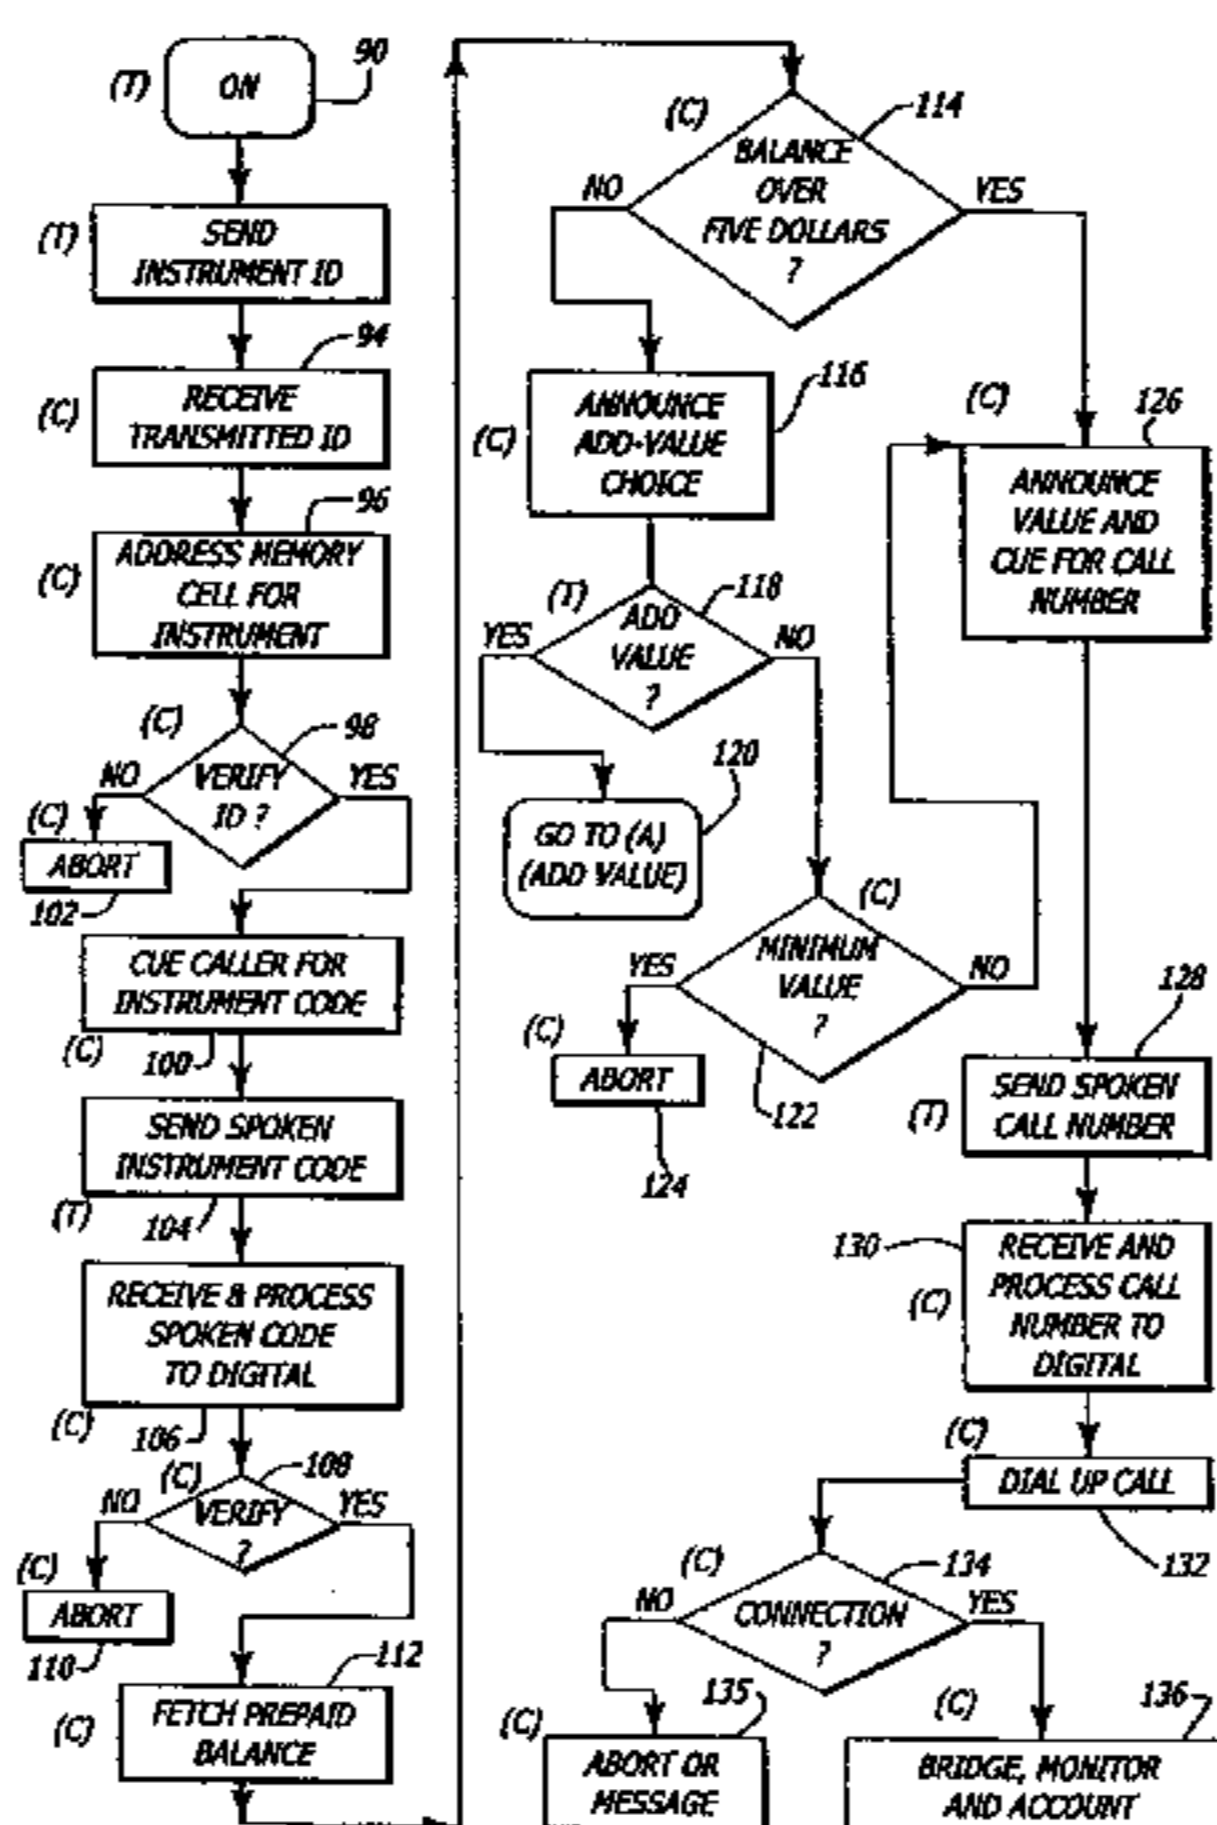 90
(T)
ON
(T)
SEND
INSTRUMENT ID
94
(C)
RECEIVE
TRANSMITTED ID
96
(C)
ADDRESS MEMORY
CELL FOR
INSTRUMENT
(C)
98
NO
VERIFY
ID ?
YES
(C)
ABORT
102
CUE CALLER FOR
INSTRUMENT CODE
(C)
100
SEND SPOKEN
INSTRUMENT CODE
(T)
104
RECEIVE & PROCESS
SPOKEN CODE
TO DIGITAL
(C)
106
(C)
108
NO
VERIFY
?
YES
(C)
ABORT
110
112
(C)
FETCH PREPAID
BALANCE
(C)
114
BALANCE
OVER
FIVE DOLLARS
?
NO
YES
116
(C)
ANNOUNCE
ADD-VALUE
CHOICE
(T)
118
YES
ADD
VALUE
?
NO
120
GO TO (A)
(ADD VALUE)
(C)
YES
MINIMUM
VALUE
?
NO
122
(C)
ABORT
124
(C)
126
ANNOUNCE
VALUE AND
CUE FOR CALL
NUMBER
128
(T)
SEND SPOKEN
CALL NUMBER
130
(C)
RECEIVE AND
PROCESS CALL
NUMBER TO
DIGITAL
(C)
DIAL UP CALL
132
(C)
134
NO
CONNECTION
?
YES
135
(C)
ABORT OR
MESSAGE
(C)
136
BRIDGE, MONITOR
AND ACCOUNT